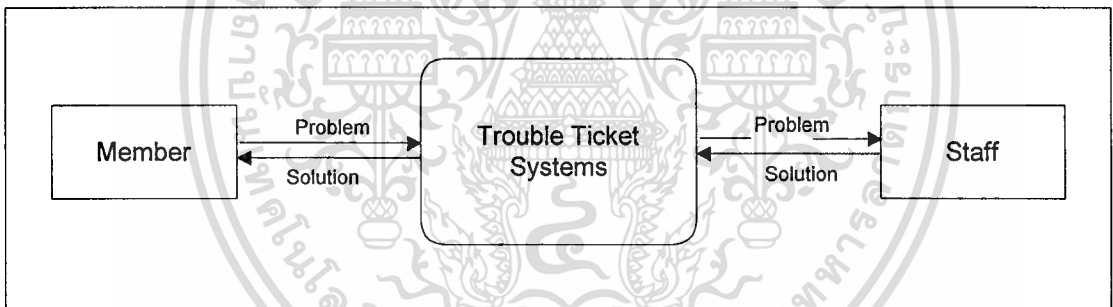 Member
Problem
Solution
Trouble Ticket
Systems
Problem
Solution
Staff